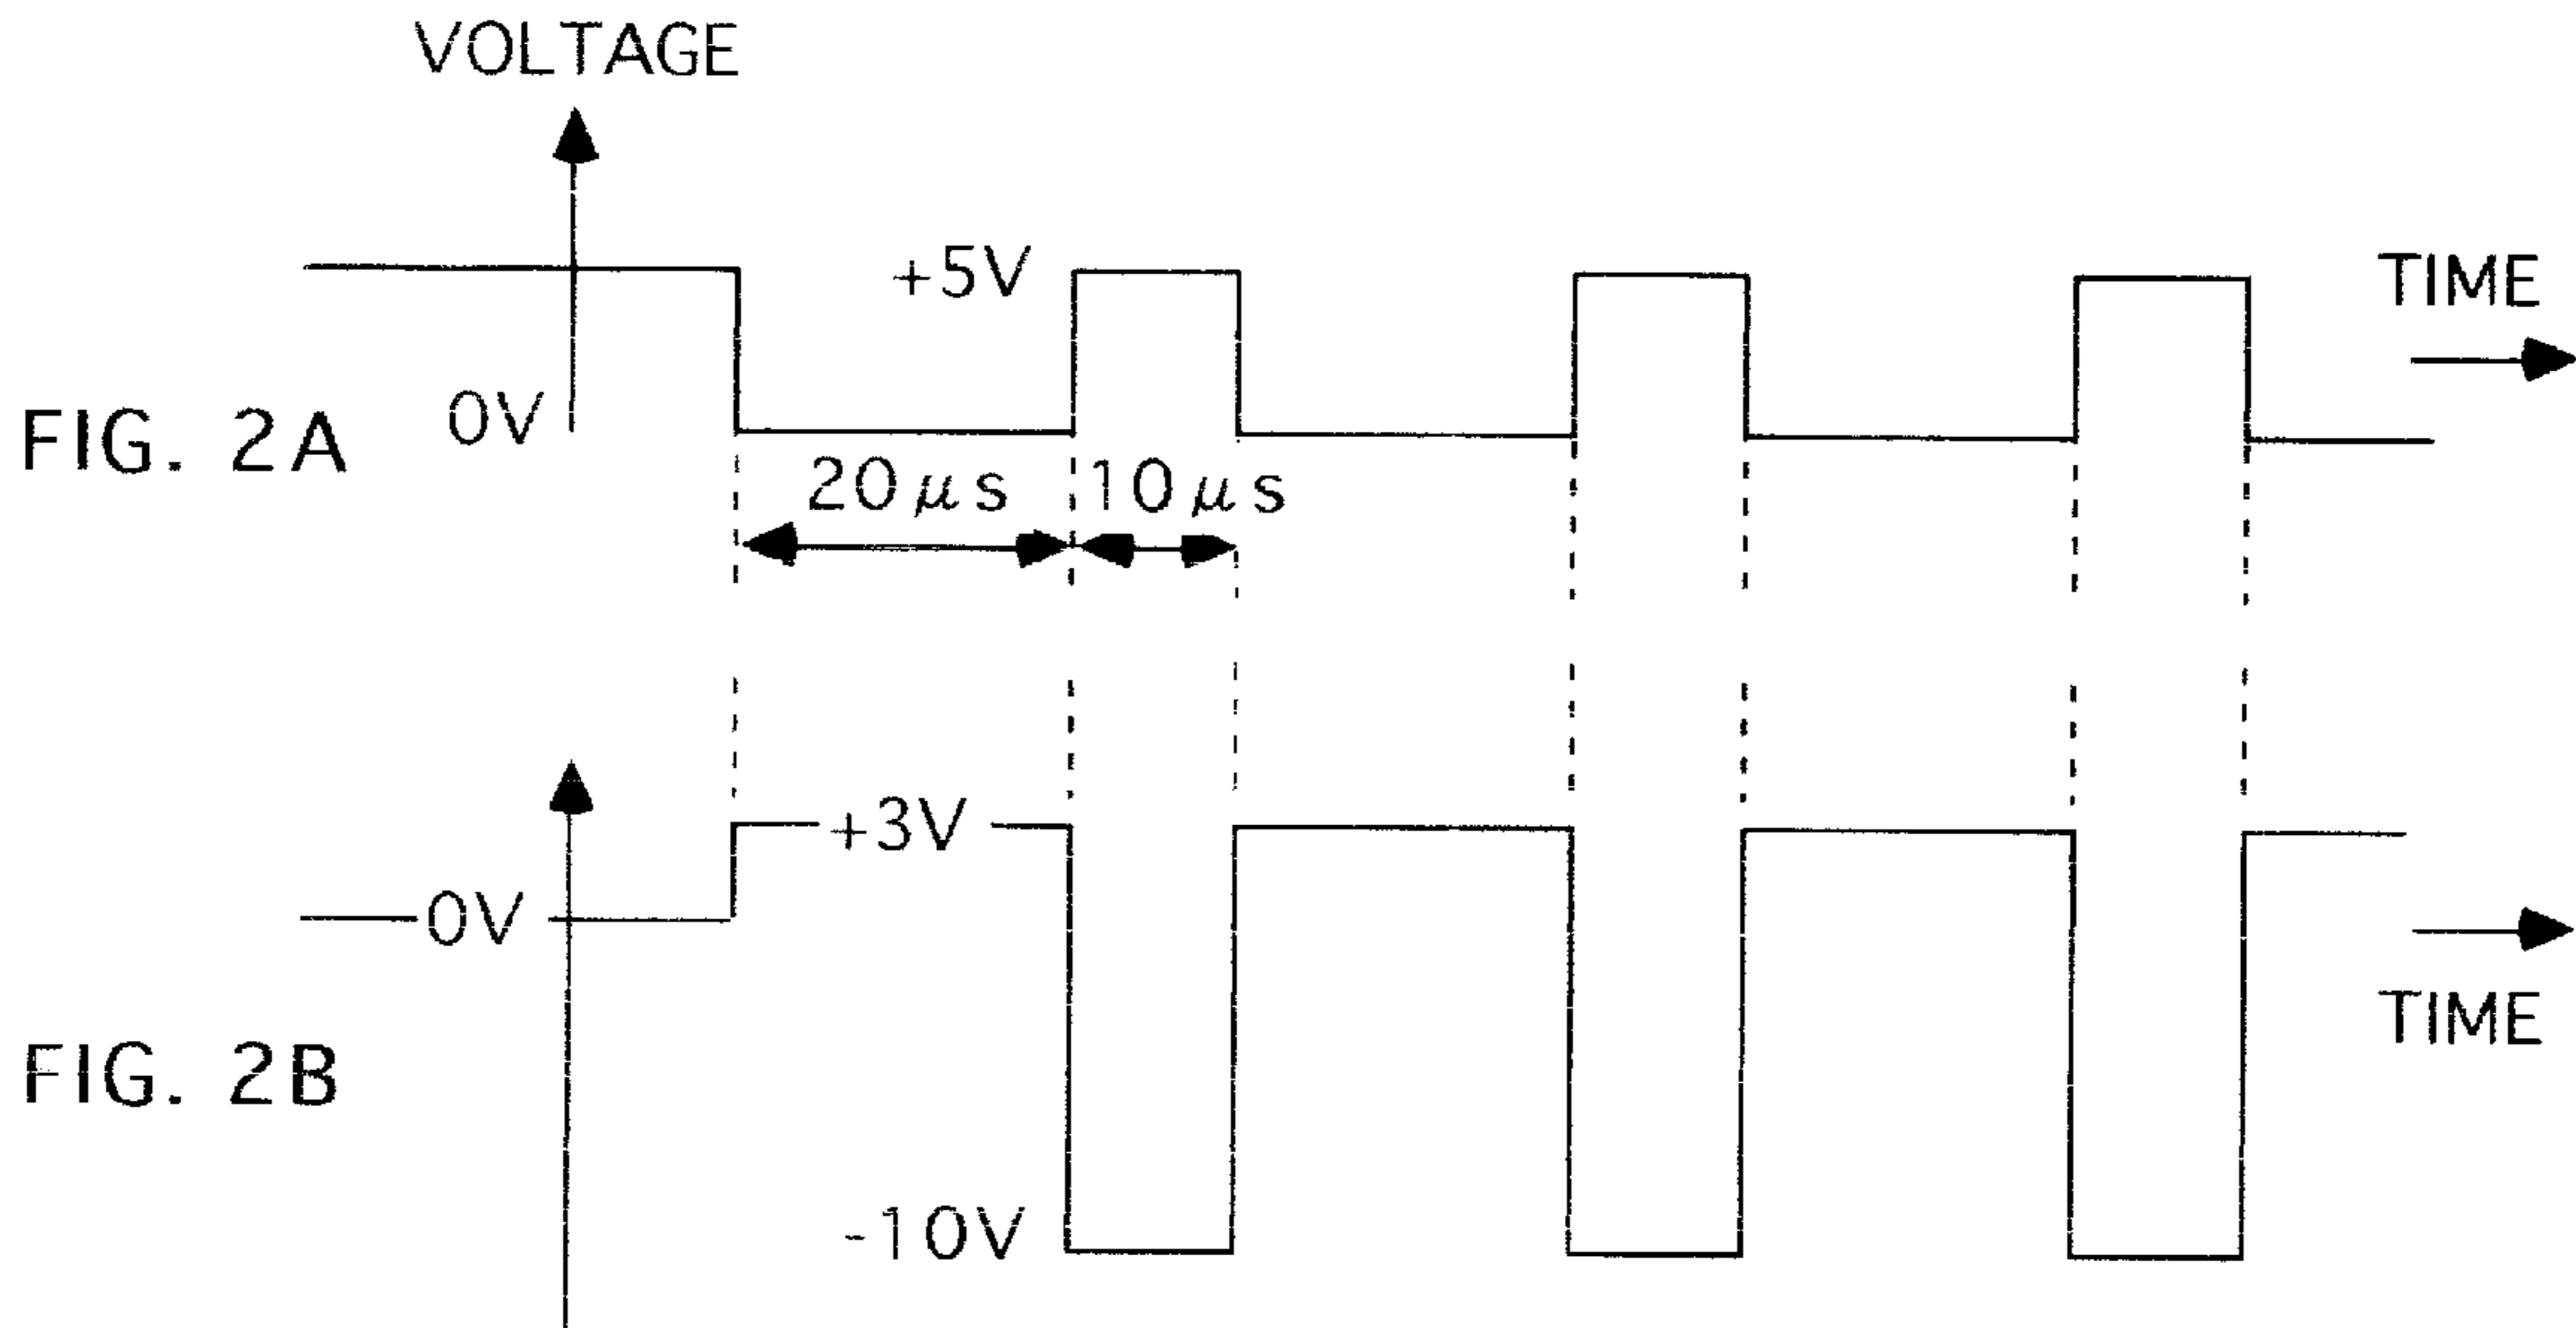 VOLTAGE
+5V
TIME
0V
FIG. 2A
20μs
10μs
+3V
0V
TIME
FIG. 2B
-10V